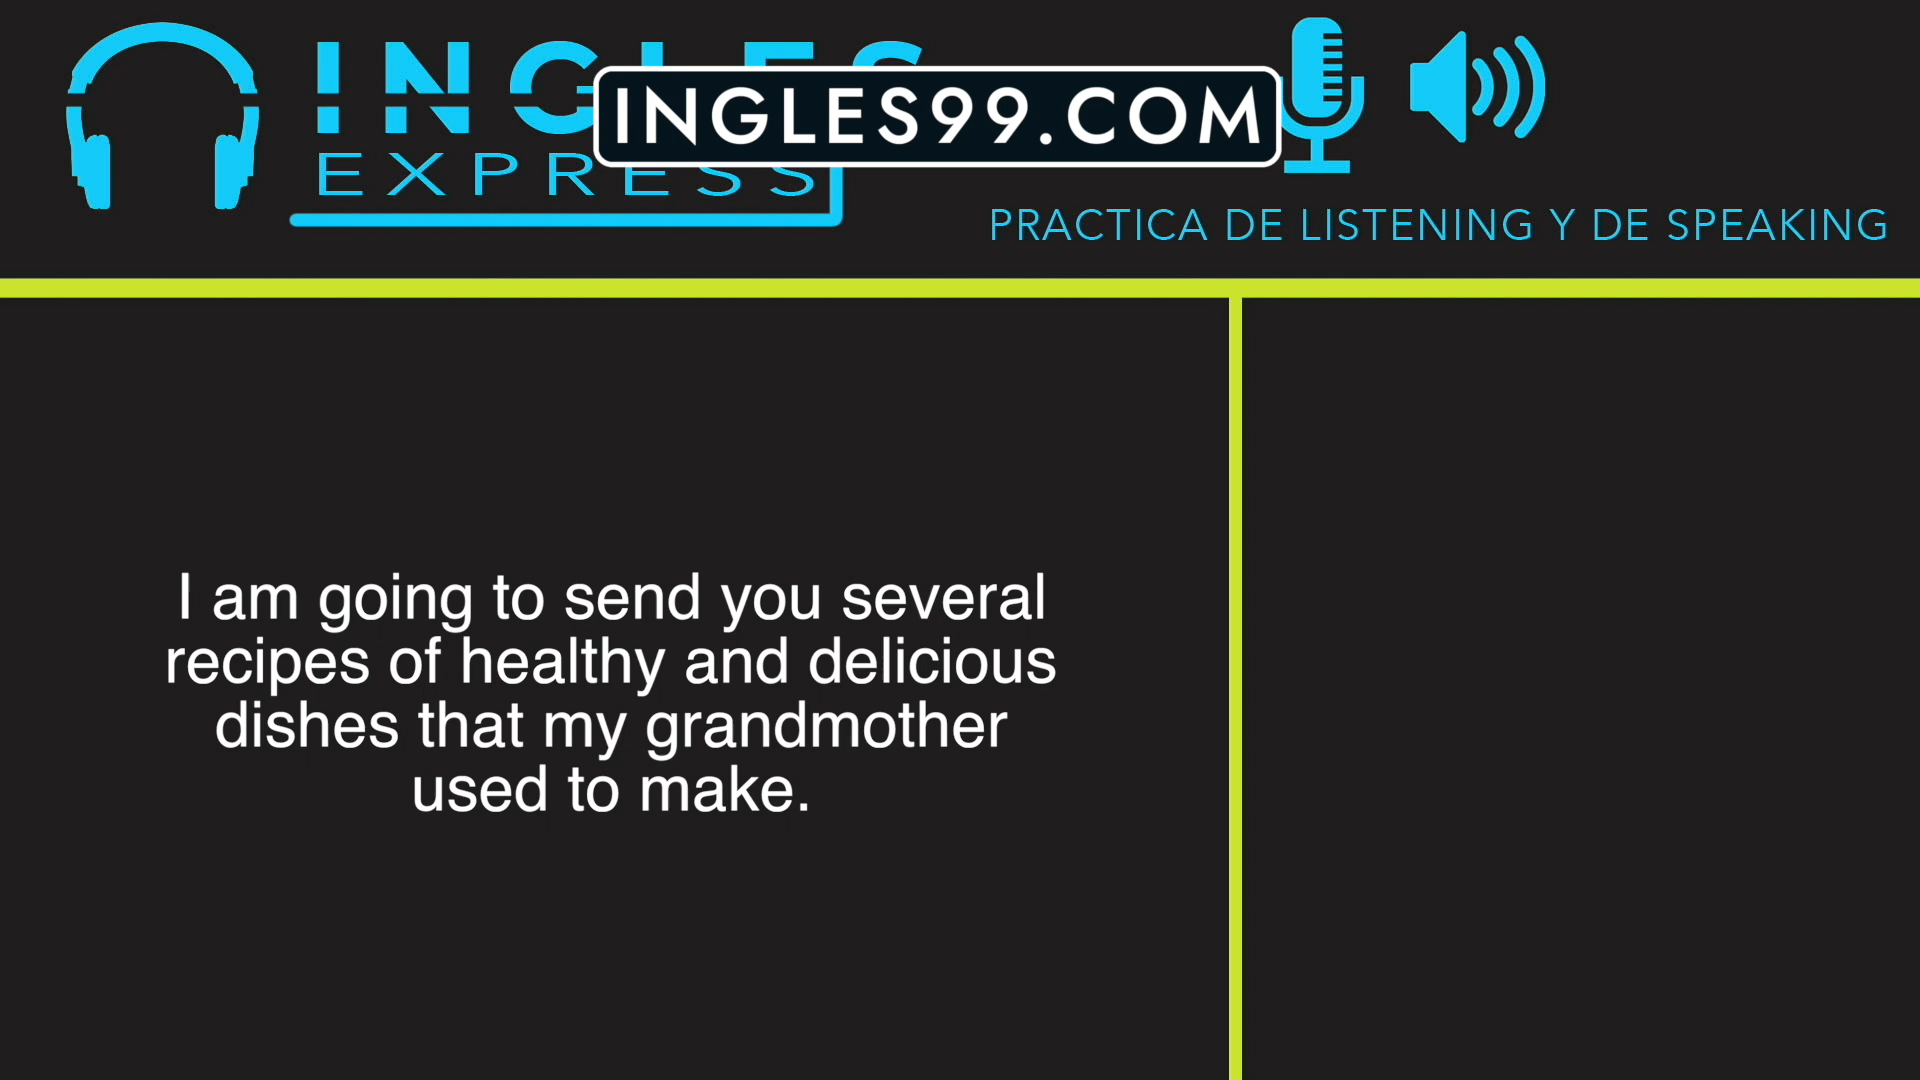 INGLES
INGLES99.COM
EXPRESS
PRACTICA DE LISTENING Y DE SPEAKING
I am going to send you several
recipes of healthy and delicious
dishes that my grandmother
used to make.